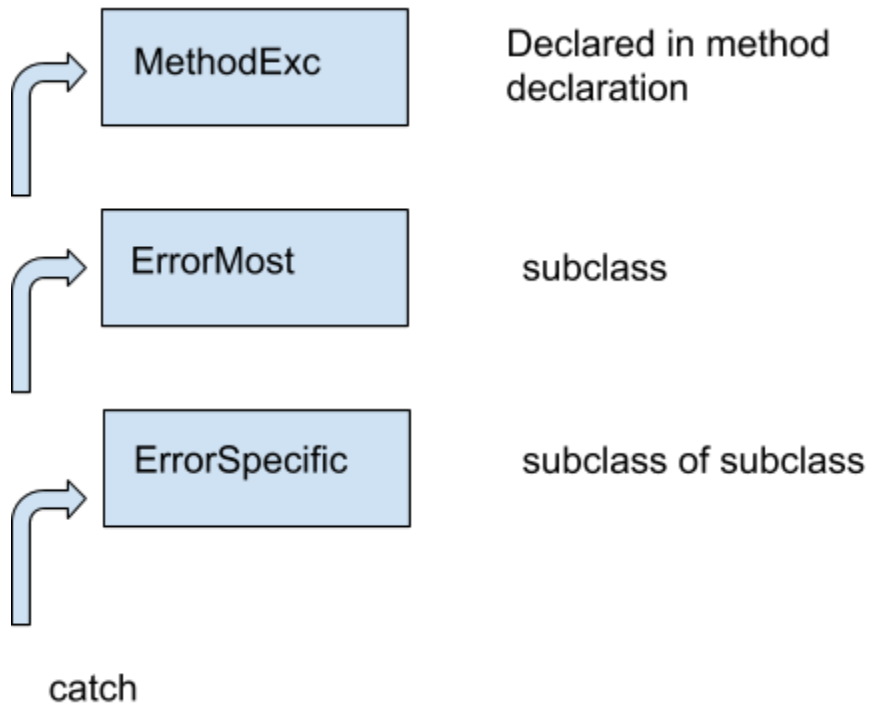 MethodExc
Declared in method
declaration
ErrorMost
subclass
ErrorSpecific
subclass of subclass
catch